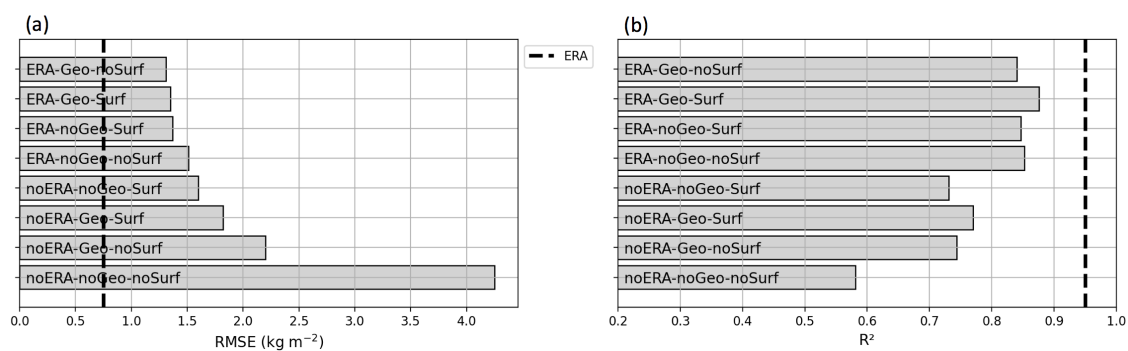 (a)
ERA-Geo-noSurf
ERA-Geo-Surf
ERA-noGeo-Surf
ERA-noGeo-noSurf
noERA-noGeo-Surf
noERA-Geo-Surf
noERA-Geo-noSurf
noERA-noGeo-noSurf
0.0 0.5 1.0 1.5 2.0 2.5 3.0 3.5 4.0
RMSE (kg m⁻²)
ERA
(b)
ERA-Geo-noSurf
ERA-Geo-Surf
ERA-noGeo-Surf
ERA-noGeo-noSurf
noERA-noGeo-Surf
noERA-Geo-Surf
noERA-Geo-noSurf
noERA-noGeo-noSurf
0.2 0.3 0.4 0.5 0.6 0.7 0.8 0.9 1.0
R²